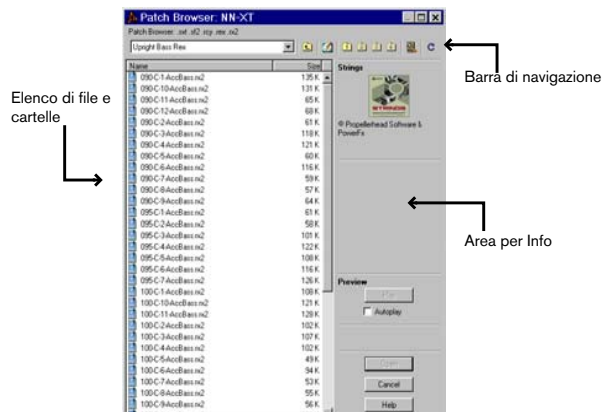 Patch Browser: NN-XT
Patch Browser .sxt .sf2 .rcy .rex .rx2
Upright Bass Rex
Name Size
Strings
090-C-1-AccBass.rx2 135 K
090-C-10-AccBass.rx2 131 K
090-C-11-AccBass.rx2 65 K
090-C-12-AccBass.rx2 68 K
090-C-2-AccBass.rx2 61 K
090-C-3-AccBass.rx2 118 K
090-C-4-AccBass.rx2 121 K
090-C-5-AccBass.rx2 60 K
090-C-6-AccBass.rx2 116 K
090-C-7-AccBass.rx2 59 K
090-C-8-AccBass.rx2 57 K
090-C-9-AccBass.rx2 64 K
095-C-1-AccBass.rx2 61 K
095-C-2-AccBass.rx2 58 K
095-C-3-AccBass.rx2 101 K
095-C-4-AccBass.rx2 122 K
095-C-5-AccBass.rx2 108 K
095-C-6-AccBass.rx2 116 K
095-C-7-AccBass.rx2 126 K
100-C-1-AccBass.rx2 108 K
100-C-10-AccBass.rx2 121 K
100-C-11-AccBass.rx2 128 K
100-C-2-AccBass.rx2 102 K
100-C-3-AccBass.rx2 107 K
100-C-4-AccBass.rx2 102 K
100-C-5-AccBass.rx2 49 K
100-C-6-AccBass.rx2 94 K
100-C-7-AccBass.rx2 53 K
100-C-8-AccBass.rx2 55 K
100-C-9-AccBass.rx2 56 K
STRINGS
© Propellerhead Software &
PowerFx
Preview
Play
Autoplay
Open
Cancel
Help
Elenco di file e
cartelle
Barra di navigazione
Area per Info